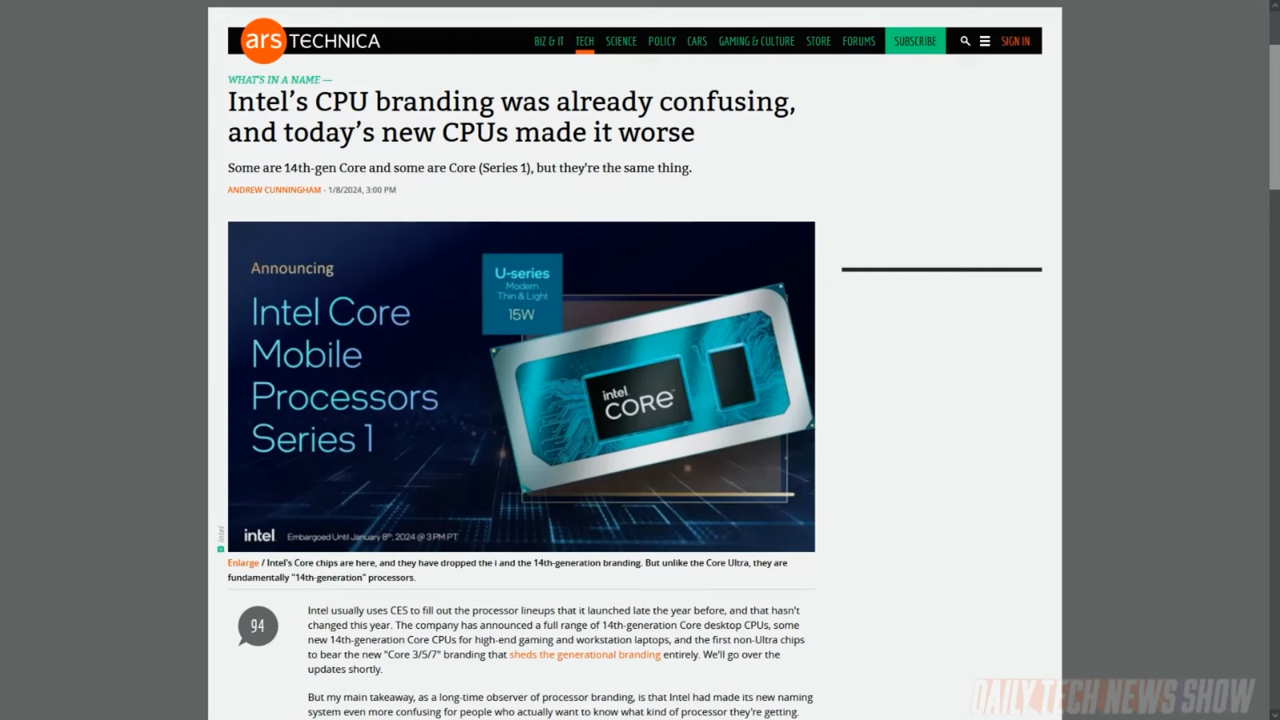 ars TECHNICA
BIZ & IT TECH SCIENCE POLICY CARS GAMING & CULTURE STORE FORUMS SUBSCRIBE SIGN IN
WHAT'S IN A NAME —
Intel’s CPU branding was already confusing,
and today’s new CPUs made it worse
Some are 14th-gen Core and some are Core (Series 1), but they're the same thing.
ANDREW CUNNINGHAM - 1/8/2024, 3:00 PM
Announcing
Intel Core
Mobile
Processors
Series 1
U-series
Modern
Thin & Light
15W
intel
CORE™
intel Embargoed Until January 8th, 2024 @ 3 PM PT
Intel
Enlarge / Intel's Core chips are here, and they have dropped the i and the 14th-generation branding. But unlike the Core Ultra, they are
fundamentally "14th-generation" processors.
94
Intel usually uses CES to fill out the processor lineups that it launched late the year before, and that hasn't
changed this year. The company has announced a full range of 14th-generation Core desktop CPUs, some
new 14th-generation Core CPUs for high-end gaming and workstation laptops, and the first non-Ultra chips
to bear the new "Core 3/5/7" branding that sheds the generational branding entirely. We'll go over the
updates shortly.
But my main takeaway, as a long-time observer of processor branding, is that Intel had made its new naming
system even more confusing for people who actually want to know what kind of processor they're getting.
DAILY TECH NEWS SHOW